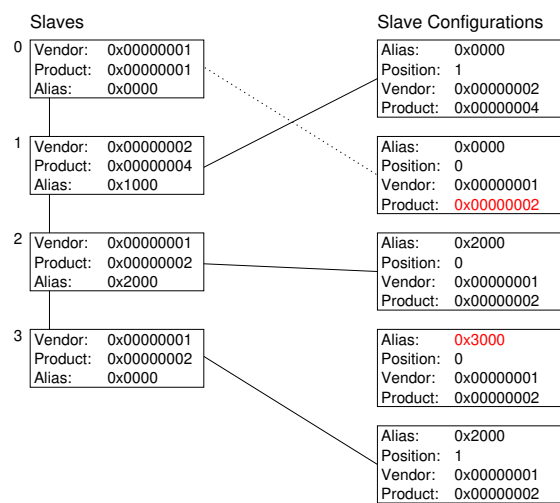 Slaves
0
Vendor: 0x00000001
Product: 0x00000001
Alias: 0x0000
1
Vendor: 0x00000002
Product: 0x00000004
Alias: 0x1000
2
Vendor: 0x00000001
Product: 0x00000002
Alias: 0x2000
3
Vendor: 0x00000001
Product: 0x00000002
Alias: 0x0000
Slave Configurations
Alias: 0x0000
Position: 1
Vendor: 0x00000002
Product: 0x00000004
Alias: 0x0000
Position: 0
Vendor: 0x00000001
Product: 0x00000002
Alias: 0x2000
Position: 0
Vendor: 0x00000001
Product: 0x00000002
Alias: 0x3000
Position: 0
Vendor: 0x00000001
Product: 0x00000002
Alias: 0x2000
Position: 1
Vendor: 0x00000001
Product: 0x00000002